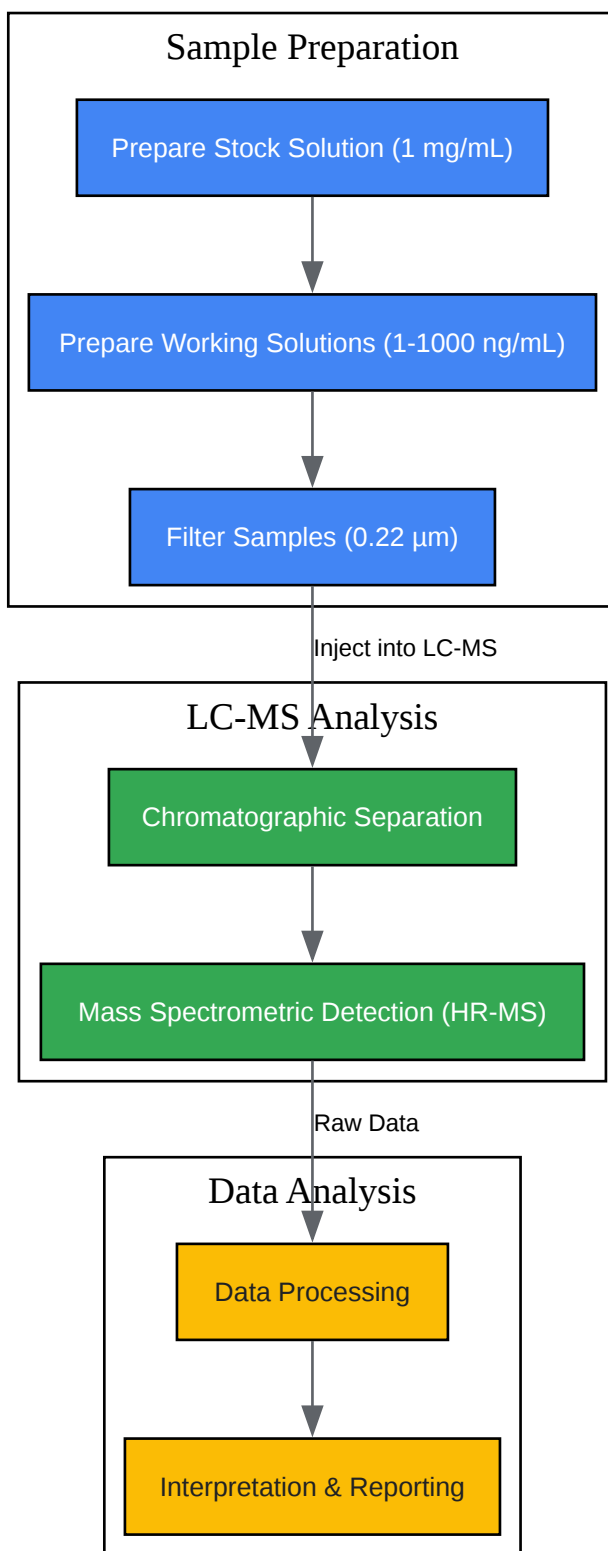 Sample Preparation
Prepare Stock Solution (1 mg/mL)
Prepare Working Solutions (1-1000 ng/mL)
Filter Samples (0.22 µm)
Inject into LC-MS
LC-MS Analysis
Chromatographic Separation
Mass Spectrometric Detection (HR-MS)
Raw Data
Data Analysis
Data Processing
Interpretation & Reporting